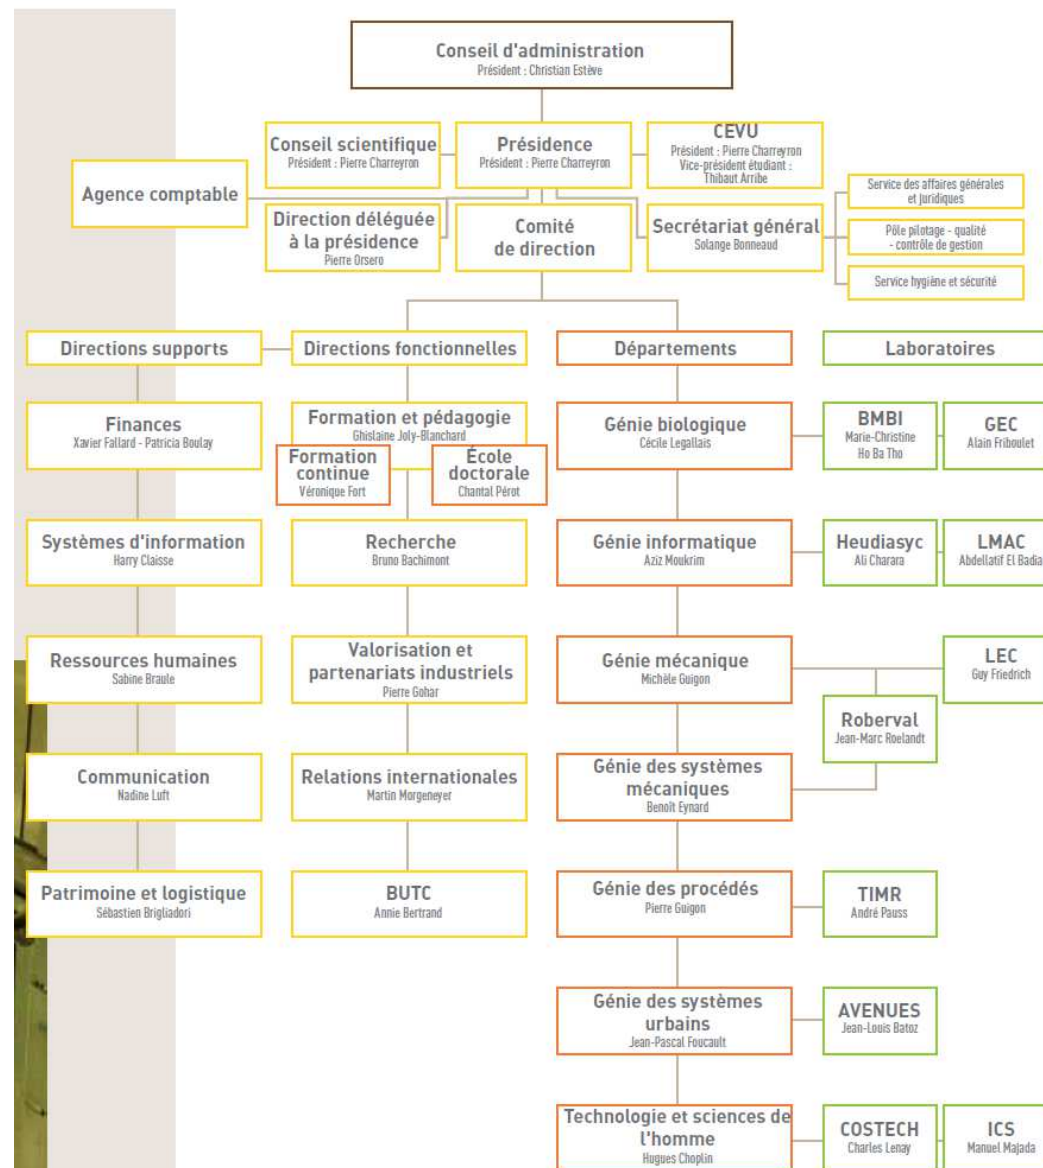 Conseil d'administration
Président : Christian Estève
Conseil scientifique
Président : Pierre Charreyron
Présidence
Président : Pierre Charreyron
CEVU
Président : Pierre Charreyron
Vice-président étudiant :
Thibaut Arribe
Agence comptable
Direction déléguée
à la présidence
Pierre Orsero
Comité
de direction
Secrétariat général
Solange Bonneaud
Service des affaires générales
et juridiques
Pôle pilotage - qualité
- contrôle de gestion
Service hygiène et sécurité
Directions supports
Directions fonctionnelles
Départements
Laboratoires
Finances
Xavier Fallard - Patricia Boulay
Formation et pédagogie
Ghislaine Joly-Blanchard
Formation
continue
Véronique Fort
École
doctorale
Chantal Pérot
Génie biologique
Cécile Legallais
BMBI
Marie-Christine
Ho Ba Tho
GEC
Alain Friboulet
Systèmes d'information
Harry Claisse
Recherche
Bruno Bachimont
Génie informatique
Aziz Moukrim
Heudiasyc
Ali Charara
LMAC
Abdellatif El Badia
Ressources humaines
Sabine Braule
Valorisation et
partenariats industriels
Pierre Gohar
Génie mécanique
Michèle Guigon
LEC
Guy Friedrich
Roberval
Jean-Marc Roelandt
Communication
Nadine Luft
Relations internationales
Martin Morgeneyer
Génie des systèmes
mécaniques
Benoît Eynard
Patrimoine et logistique
Sébastien Brigliadori
BUTC
Annie Bertrand
Génie des procédés
Pierre Guigon
TIMR
André Pauss
Génie des systèmes
urbains
Jean-Pascal Foucault
AVENUES
Jean-Louis Batoz
Technologie et sciences de
l'homme
Hugues Choplin
COSTECH
Charles Lenay
ICS
Manuel Majada